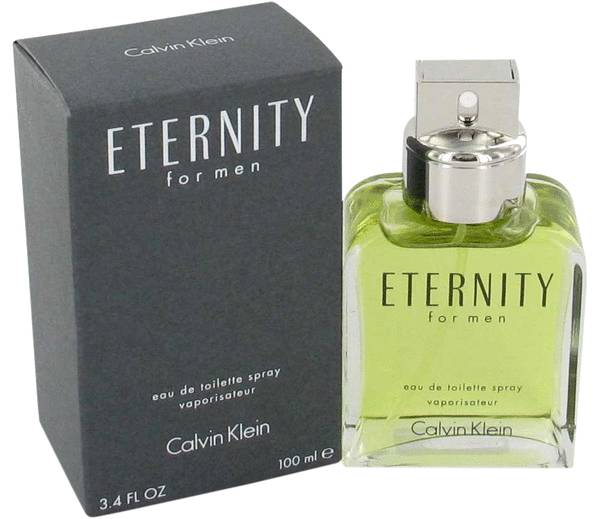 Calvin Klein
ETERNITY
for men
eau de toilette spray
vaporisateur
Calvin Klein
100 ml ℮
3.4 FL OZ
ETERNITY
for men
eau de toilette spray
vaporisateur
Calvin Klein